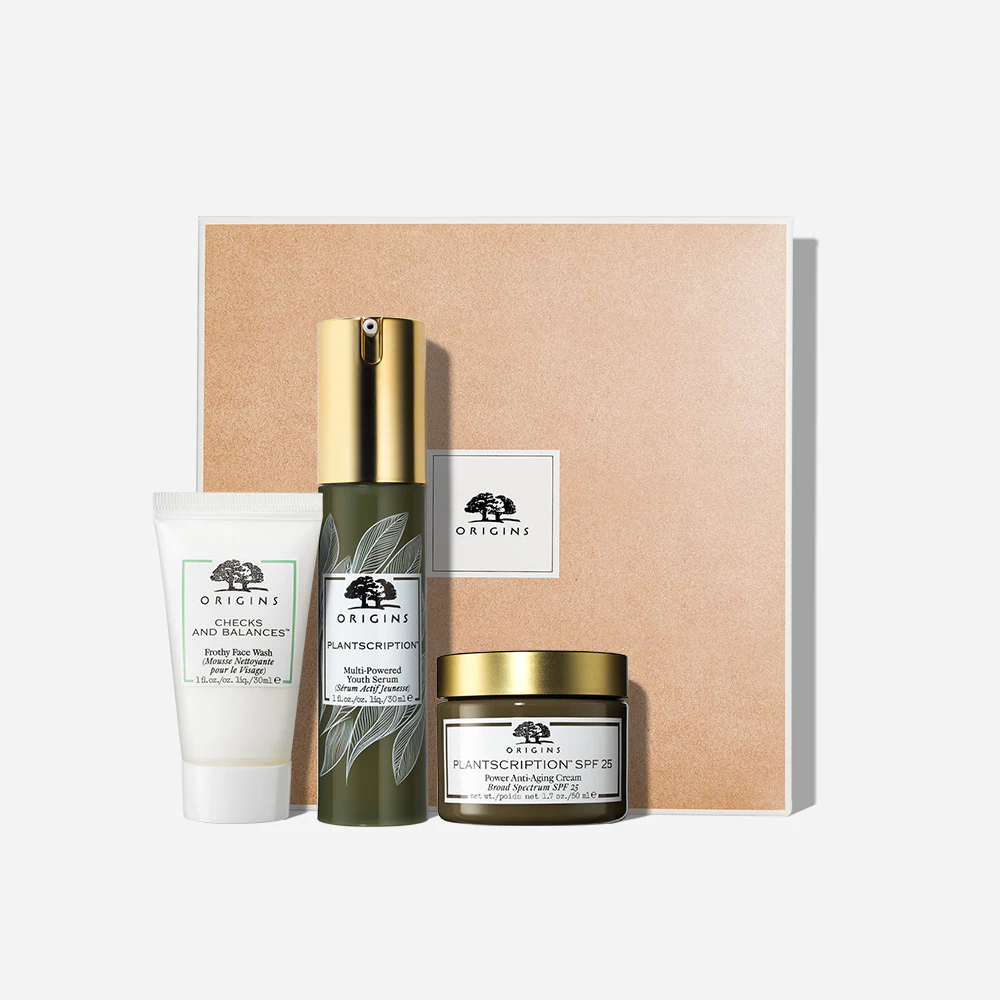 ORIGINS
ORIGINS
CHECKS
AND BALANCES™
Frothy Face Wash
(Mousse Nettoyante
pour le Visage)
1 fl.oz./oz. liq./30ml e
ORIGINS
PLANTSCRIPTION™
Multi-Powered
Youth Serum
(Sérum Actif Jeunesse)
1 fl.oz./oz. liq./30ml e
ORIGINS
PLANTSCRIPTION™ SPF 25
Power Anti-Aging Cream
Broad Spectrum SPF 25
net wt./poids net 1.7 oz./50 ml e